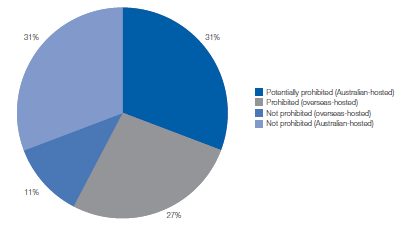 31%
31%
Potentially prohibited (Australian-hosted)
Prohibited (overseas-hosted)
Not prohibited (overseas-hosted)
Not prohibited (Australian-hosted)
11%
27%